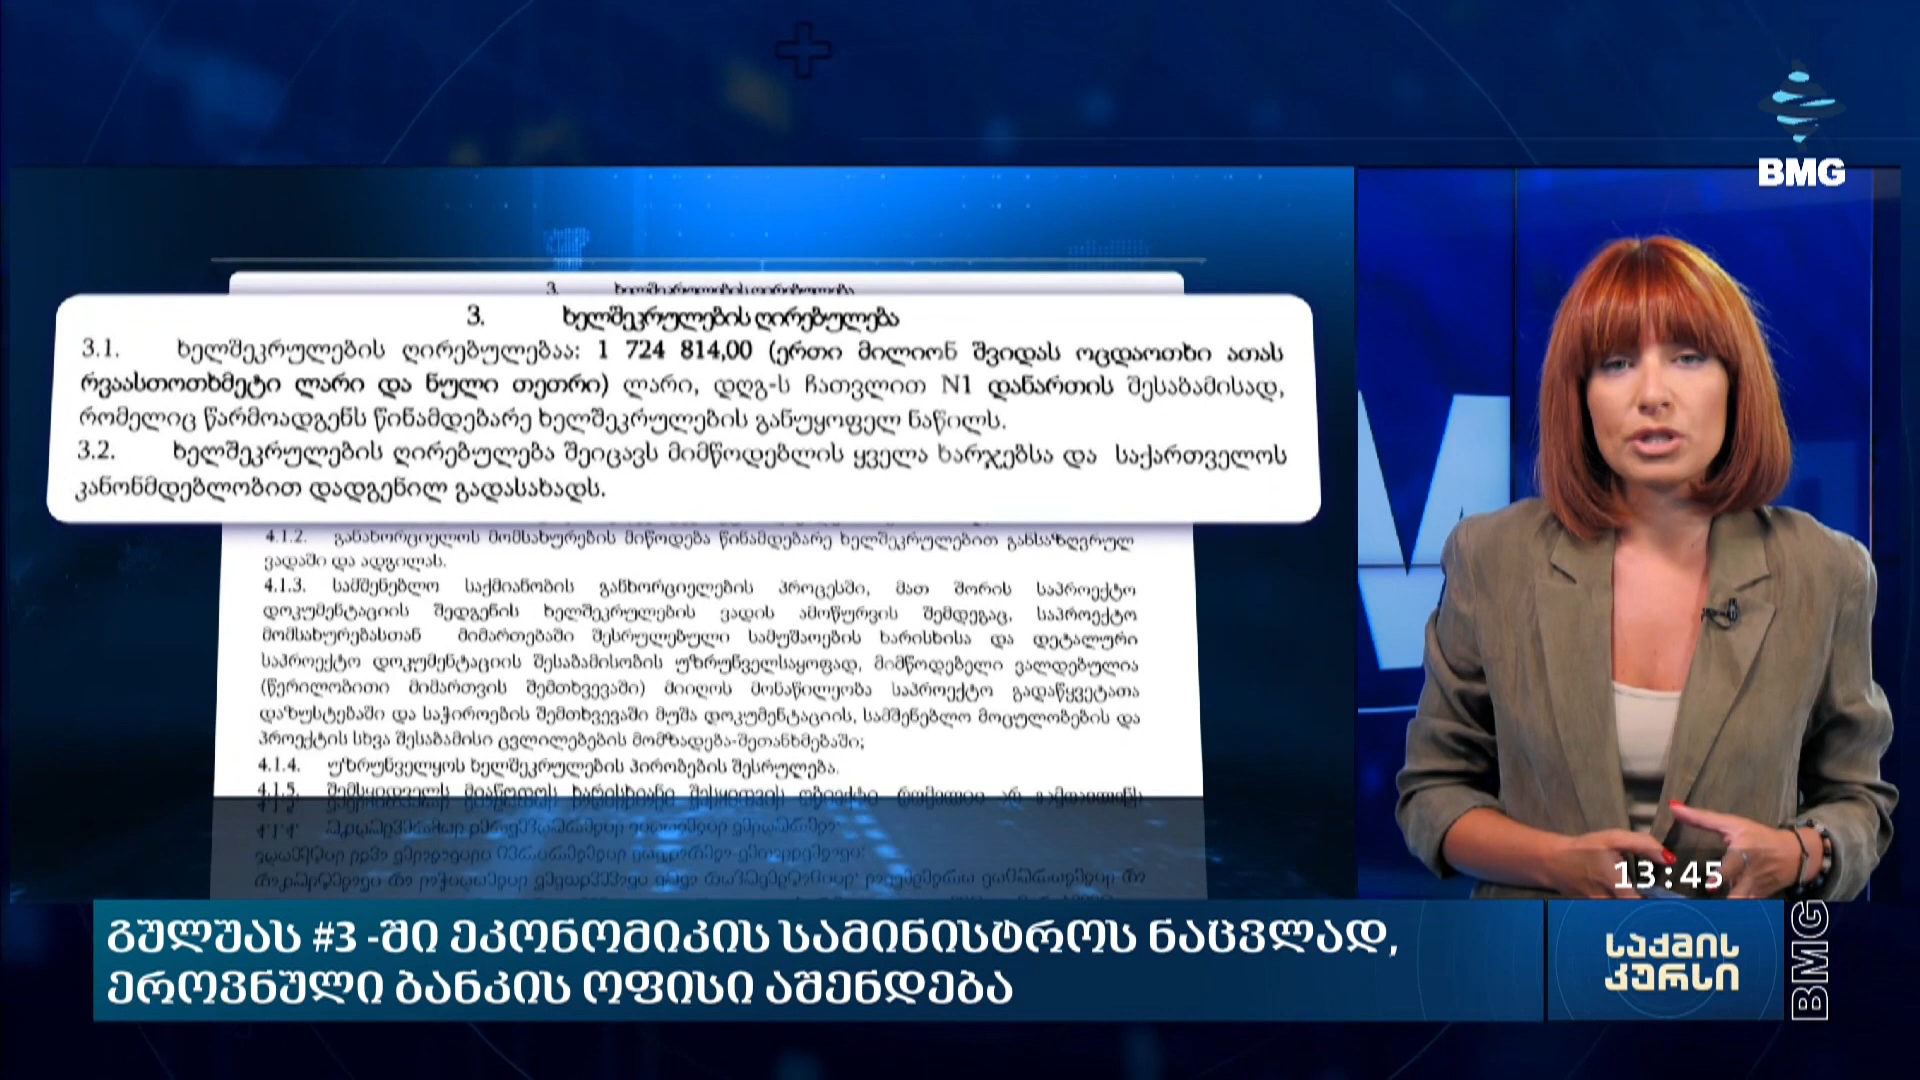 BMG
3. ხელშეკრულების ღირებულება
3. ხელშეკრულების ღირებულება
3.1. ხელშეკრულების ღირებულებაა: 1 724 814,00 (ერთი მილიონ შვიდას ოცდაოთხი ათას
რვაასთოთხმეტი ლარი და ნული თეთრი) ლარი, დღგ-ს ჩათვლით N1 დანართის შესაბამისად,
რომელიც წარმოადგენს წინამდებარე ხელშეკრულების განუყოფელ ნაწილს.
3.2. ხელშეკრულების ღირებულება შეიცავს მიმწოდებლის ყველა ხარჯებსა და საქართველოს
კანონმდებლობით დადგენილ გადასახადს.
4.1.2. განახორციელოს მომსახურების მიწოდება წინამდებარე ხელშეკრულებით განსაზღვრულ
ვადაში და ადგილას.
4.1.3. სამშენებლო საქმიანობის განხორციელების პროცესში, მათ შორის საპროექტო
დოკუმენტაციის შედგენის ხელშეკრულების ვადის ამოწურვის შემდეგაც, საპროექტო
მომსახურებასთან მიმართებაში შესრულებული სამუშაოების ხარისხისა და დეტალური
საპროექტო დოკუმენტაციის შესაბამისობის უზრუნველსაყოფად, მიმწოდებელი ვალდებულია
(წერილობითი მიმართვის შემთხვევაში) მიიღოს მონაწილეობა საპროექტო გადაწყვეტათა
დაზუსტებაში და საჭიროების შემთხვევაში მუშა დოკუმენტაციის, სამშენებლო მოცულობების და
პროექტის სხვა შესაბამისი ცვლილებების მომზადება-შეთანხმებაში;
4.1.4. უზრუნველყოს ხელშეკრულების პირობების შესრულება.
4.1.5.
13:45
გულუას #3 -ში ეკონომიკის სამინისტროს ნაცვლად,
ეროვნული ბანკის ოფისი აშენდება
საქმის
კურსი
BMG